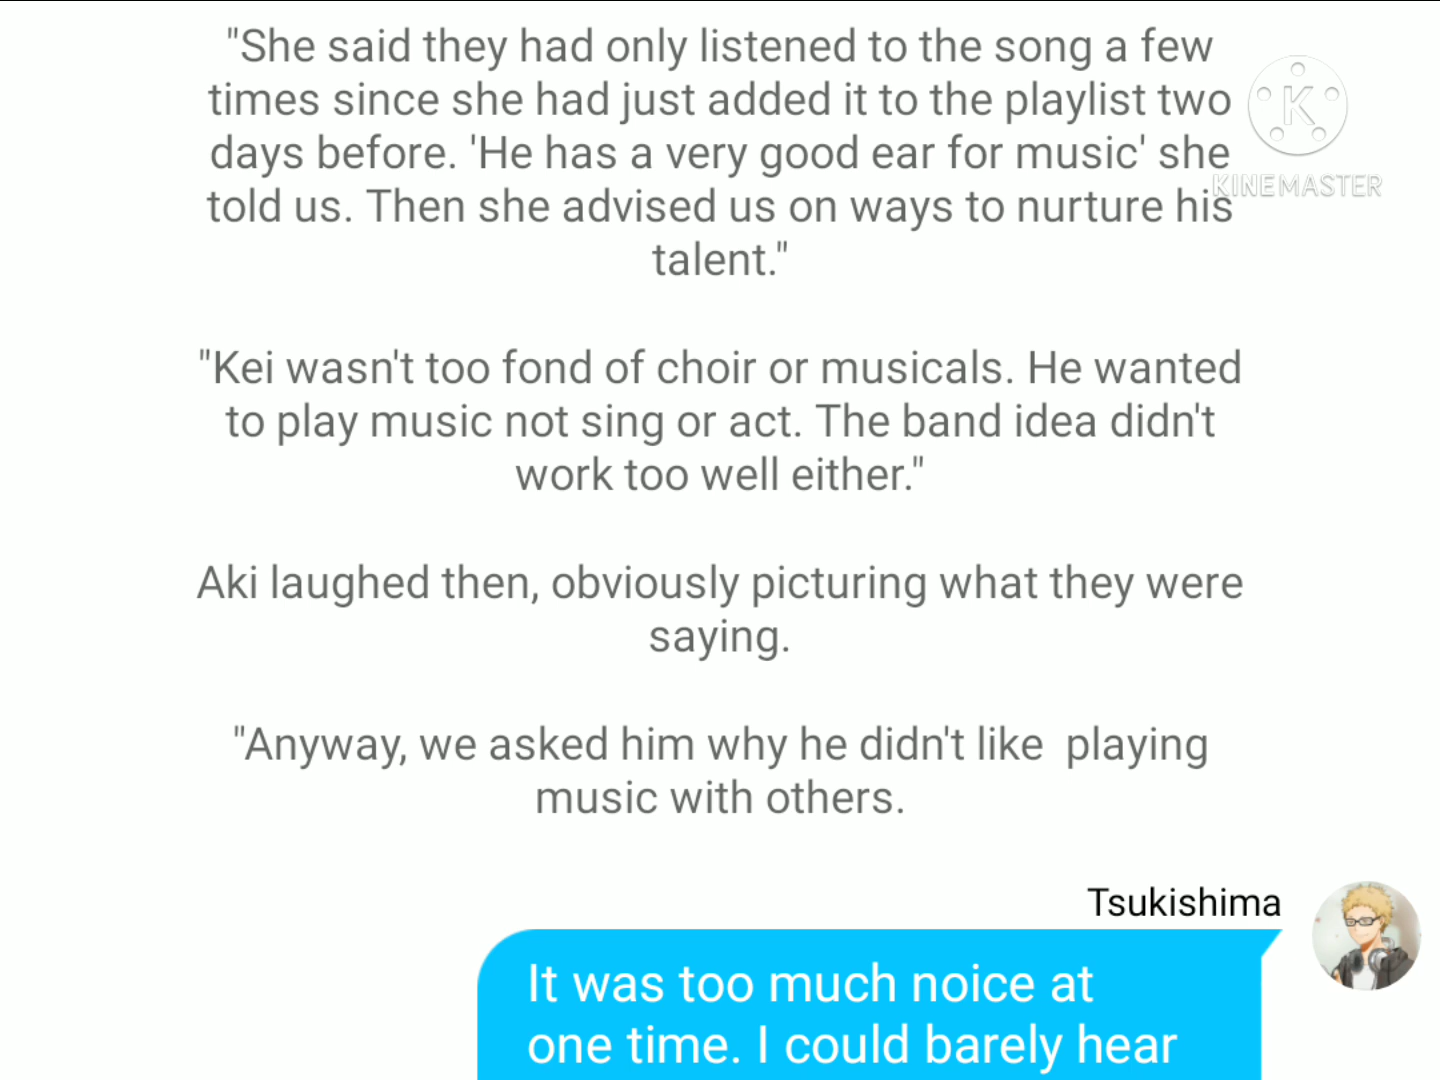 "She said they had only listened to the song a few
times since she had just added it to the playlist two
days before. 'He has a very good ear for music' she
told us. Then she advised us on ways to nurture his
talent."
K
KINEMASTER
"Kei wasn't too fond of choir or musicals. He wanted
to play music not sing or act. The band idea didn't
work too well either."
Aki laughed then, obviously picturing what they were
saying.
"Anyway, we asked him why he didn't like  playing
music with others.
Tsukishima
It was too much noice at
one time. I could barely hear